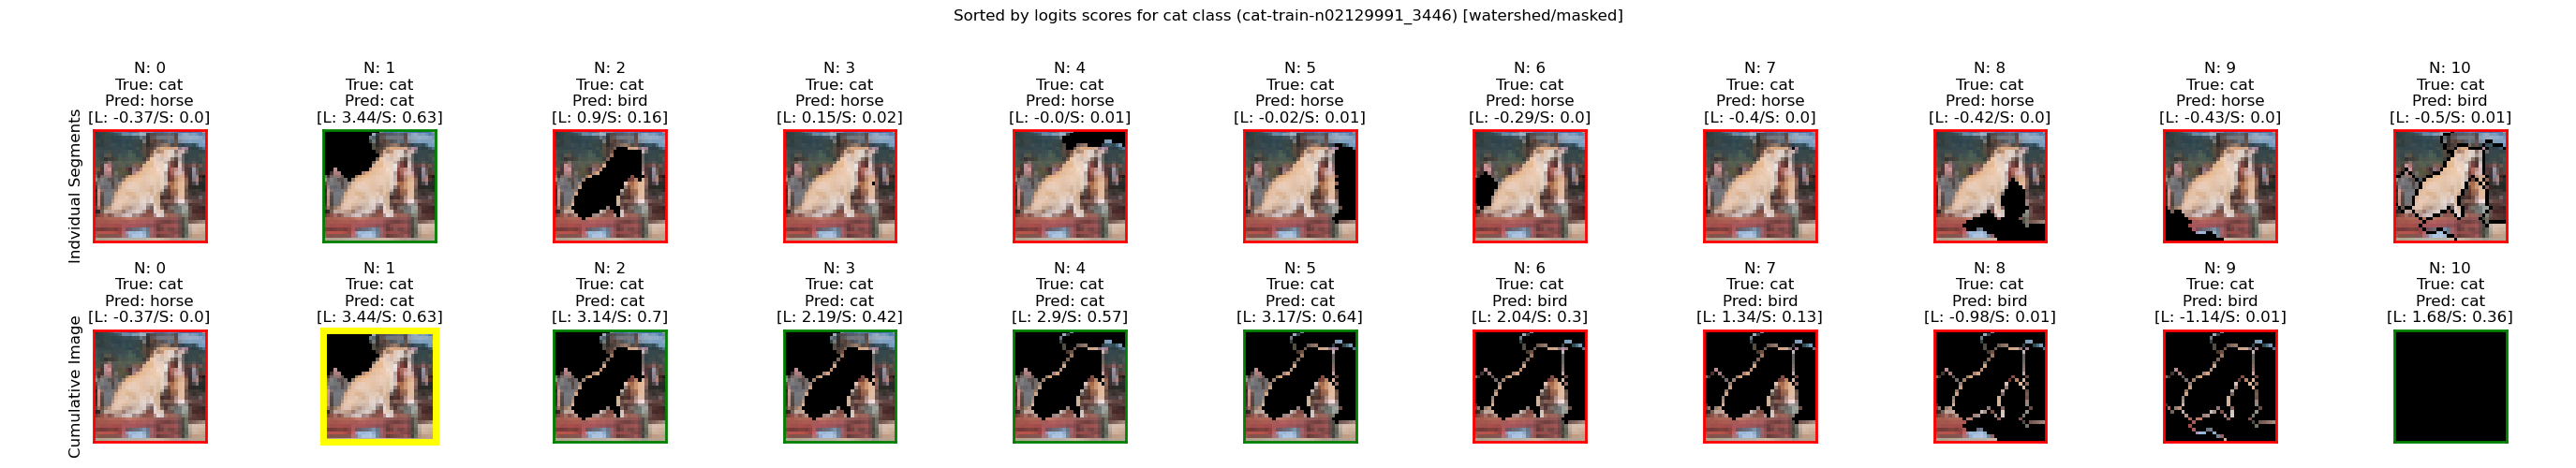 Sorted by logits scores for cat class (cat-train-n02129991_3446) [watershed/masked]
Indvidual Segments
N: 0
True: cat
Pred: horse
[L: -0.37/S: 0.0]
N: 1
True: cat
Pred: cat
[L: 3.44/S: 0.63]
N: 2
True: cat
Pred: bird
[L: 0.9/S: 0.16]
N: 3
True: cat
Pred: horse
[L: 0.15/S: 0.02]
N: 4
True: cat
Pred: horse
[L: -0.0/S: 0.01]
N: 5
True: cat
Pred: horse
[L: -0.02/S: 0.01]
N: 6
True: cat
Pred: horse
[L: -0.29/S: 0.0]
N: 7
True: cat
Pred: horse
[L: -0.4/S: 0.0]
N: 8
True: cat
Pred: horse
[L: -0.42/S: 0.0]
N: 9
True: cat
Pred: horse
[L: -0.43/S: 0.0]
N: 10
True: cat
Pred: bird
[L: -0.5/S: 0.01]
Cumulative Image
N: 0
True: cat
Pred: horse
[L: -0.37/S: 0.0]
N: 1
True: cat
Pred: cat
[L: 3.44/S: 0.63]
N: 2
True: cat
Pred: cat
[L: 3.14/S: 0.7]
N: 3
True: cat
Pred: cat
[L: 2.19/S: 0.42]
N: 4
True: cat
Pred: cat
[L: 2.9/S: 0.57]
N: 5
True: cat
Pred: cat
[L: 3.17/S: 0.64]
N: 6
True: cat
Pred: bird
[L: 2.04/S: 0.3]
N: 7
True: cat
Pred: bird
[L: 1.34/S: 0.13]
N: 8
True: cat
Pred: bird
[L: -0.98/S: 0.01]
N: 9
True: cat
Pred: bird
[L: -1.14/S: 0.01]
N: 10
True: cat
Pred: cat
[L: 1.68/S: 0.36]